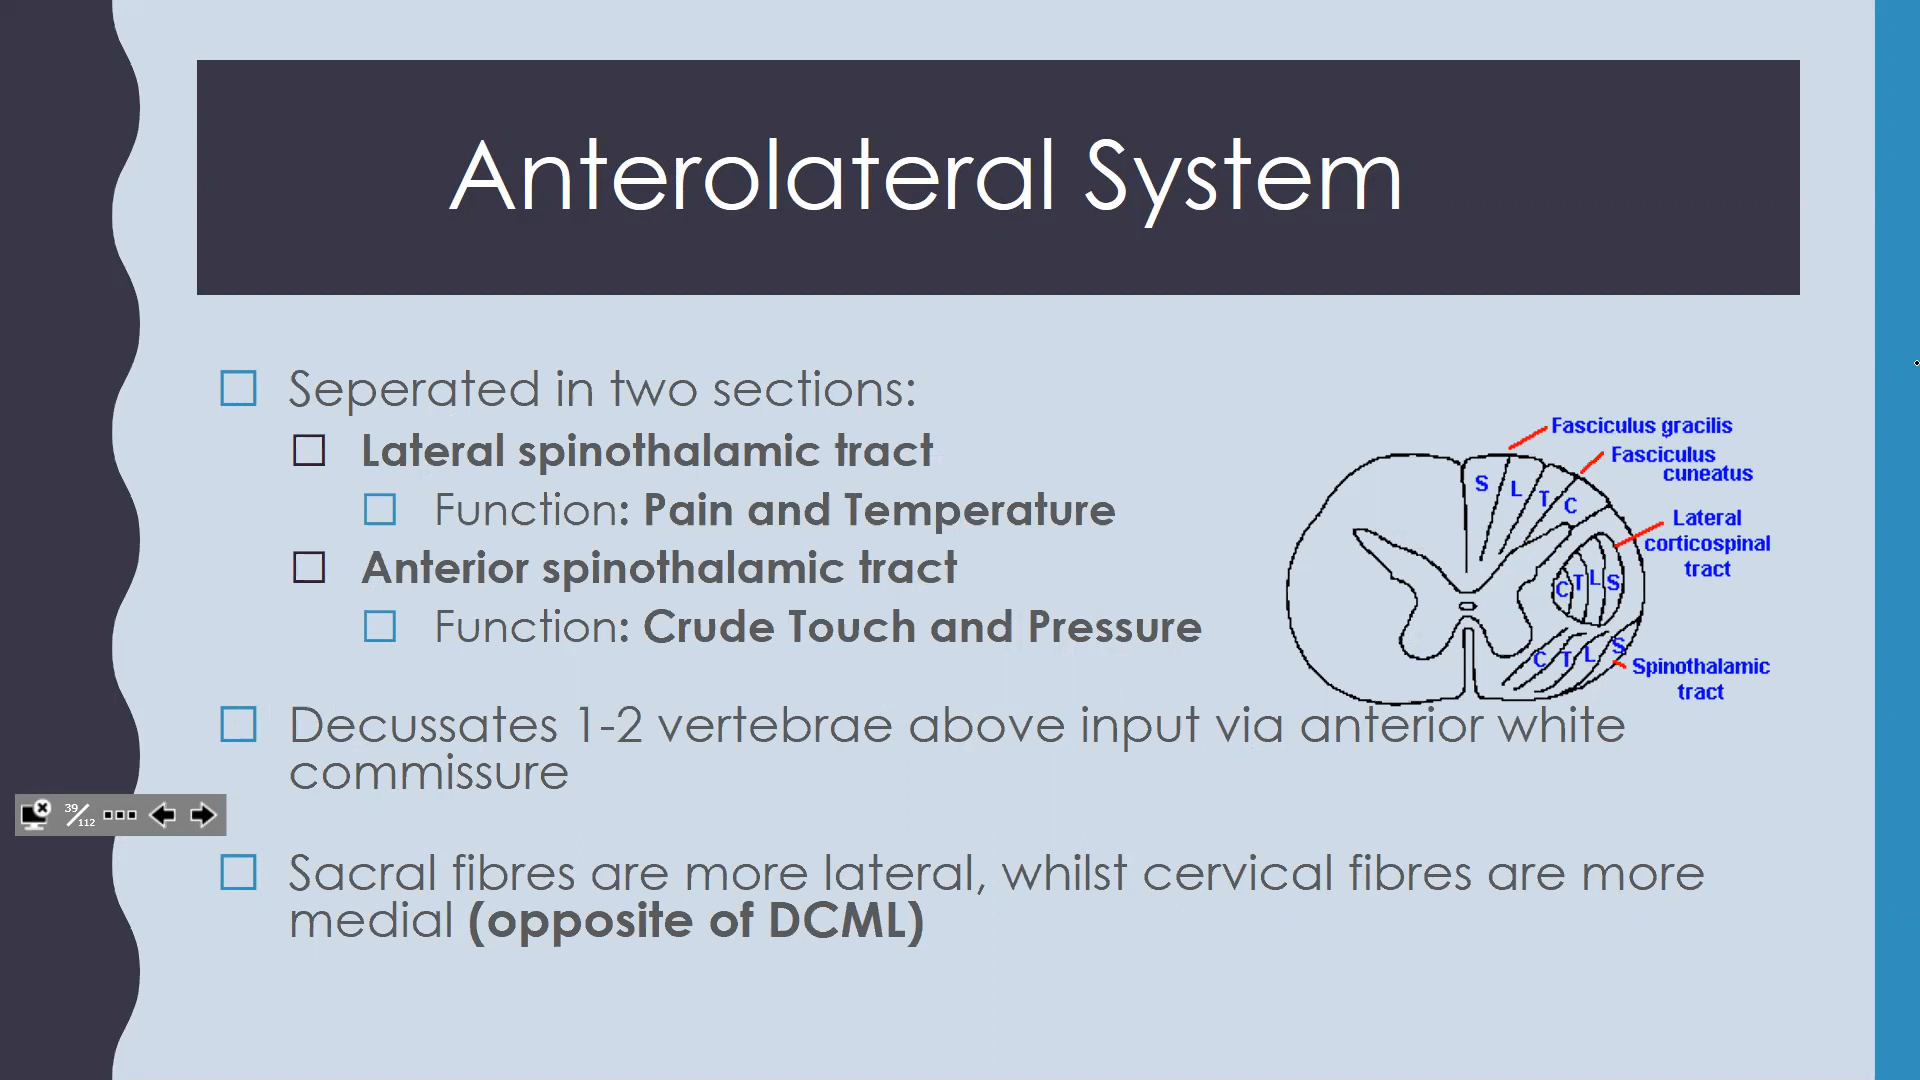 Anterolateral System
Seperated in two sections:
Lateral spinothalamic tract
Function: Pain and Temperature
Anterior spinothalamic tract
Function: Crude Touch and Pressure
Decussates 1-2 vertebrae above input via anterior white
commissure
Sacral fibres are more lateral, whilst cervical fibres are more
medial (opposite of DCML)
Fasciculus gracilis
Fasciculus
cuneatus
Lateral
corticospinal
tract
Spinothalamic
tract
S L T C
C T L S
C T L S
39/112